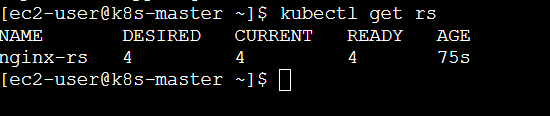 [ec2-user@k8s-master ~]$ kubectl get rs
NAME       DESIRED   CURRENT   READY   AGE
nginx-rs   4         4         4       75s
[ec2-user@k8s-master ~]$